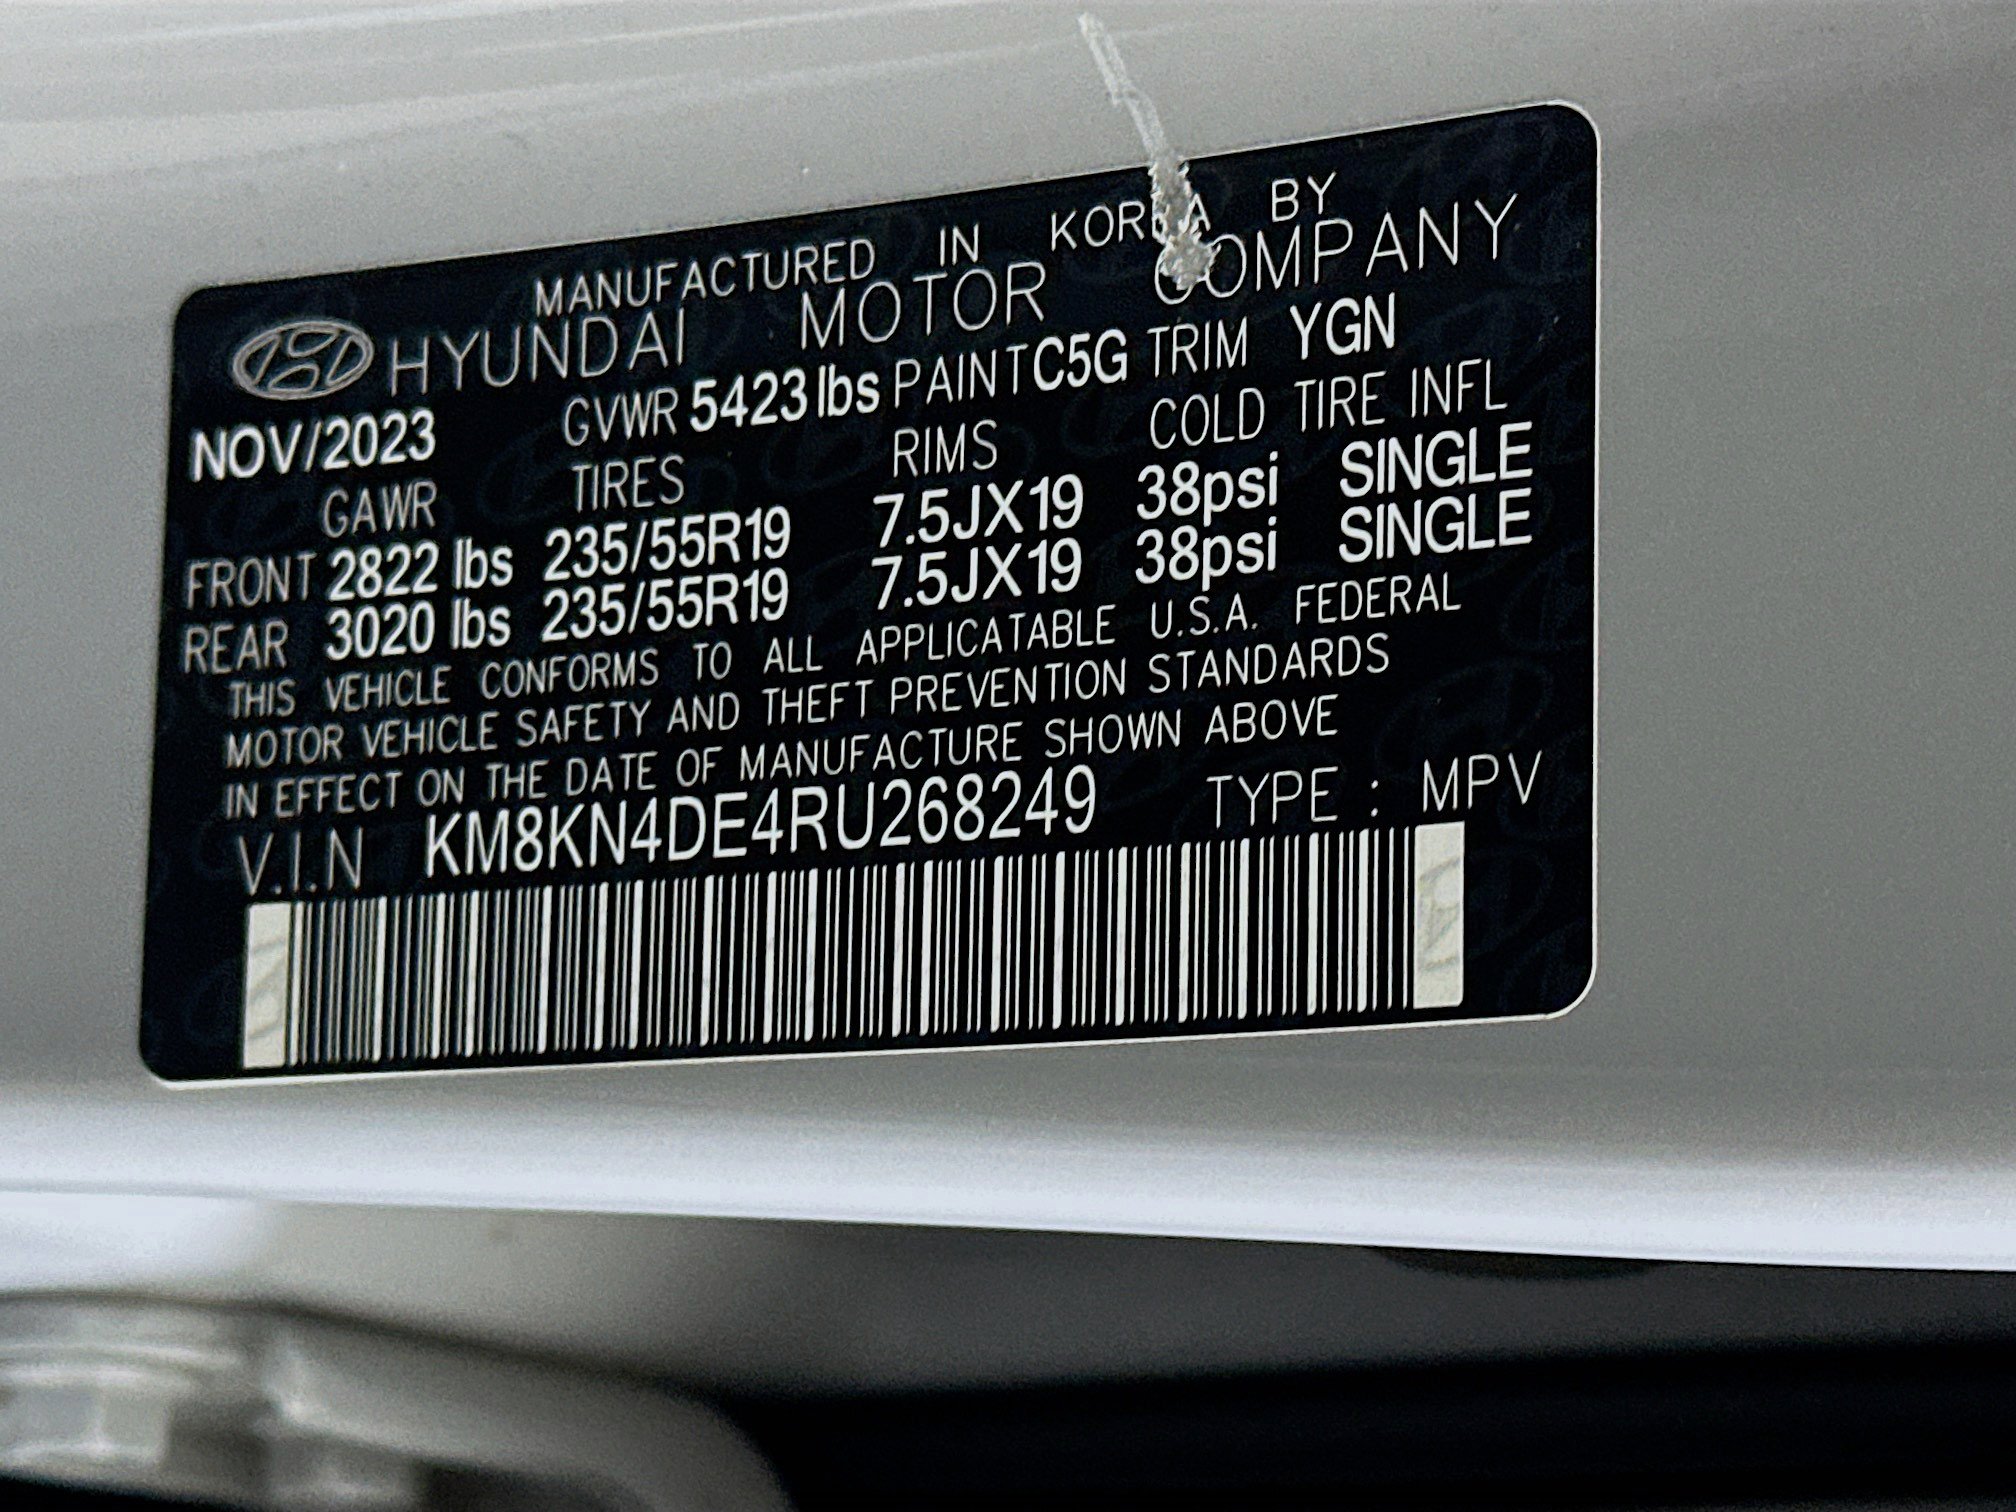 MANUFACTURED IN KOREA BY
HYUNDAI MOTOR COMPANY
NOV/2023 GVWR 5423 lbs PAINT C5G TRIM YGN
GAWR TIRES RIMS COLD TIRE INFL
FRONT 2822 lbs 235/55R19 7.5JX19 38psi SINGLE
REAR 3020 lbs 235/55R19 7.5JX19 38psi SINGLE
THIS VEHICLE CONFORMS TO ALL APPLICATABLE U.S.A. FEDERAL
MOTOR VEHICLE SAFETY AND THEFT PREVENTION STANDARDS
IN EFFECT ON THE DATE OF MANUFACTURE SHOWN ABOVE
V.I.N KM8KN4DE4RU268249 TYPE : MPV